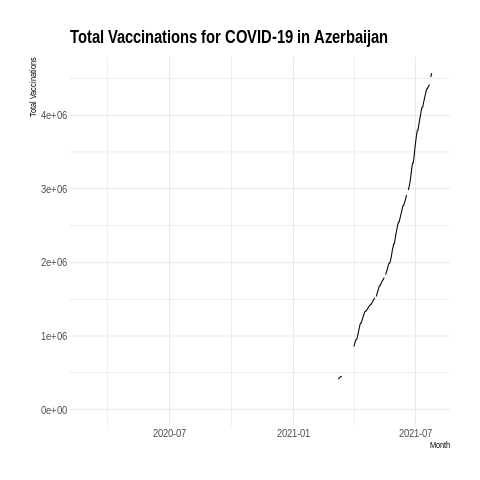 Total Vaccinations for COVID-19 in Azerbaijan
Total Vaccinations
4e+06
3e+06
2e+06
1e+06
0e+00
2020-07 2021-01 2021-07
Month